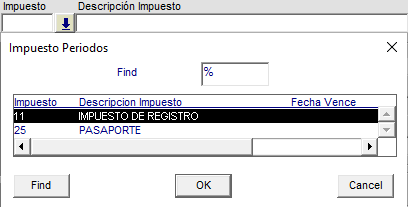 Impuesto Descripción Impuesto
Impuesto Periodos
Find %
Impuesto Descripcion Impuesto Fecha Vence
11 IMPUESTO DE REGISTRO
25 PASAPORTE
Find OK Cancel